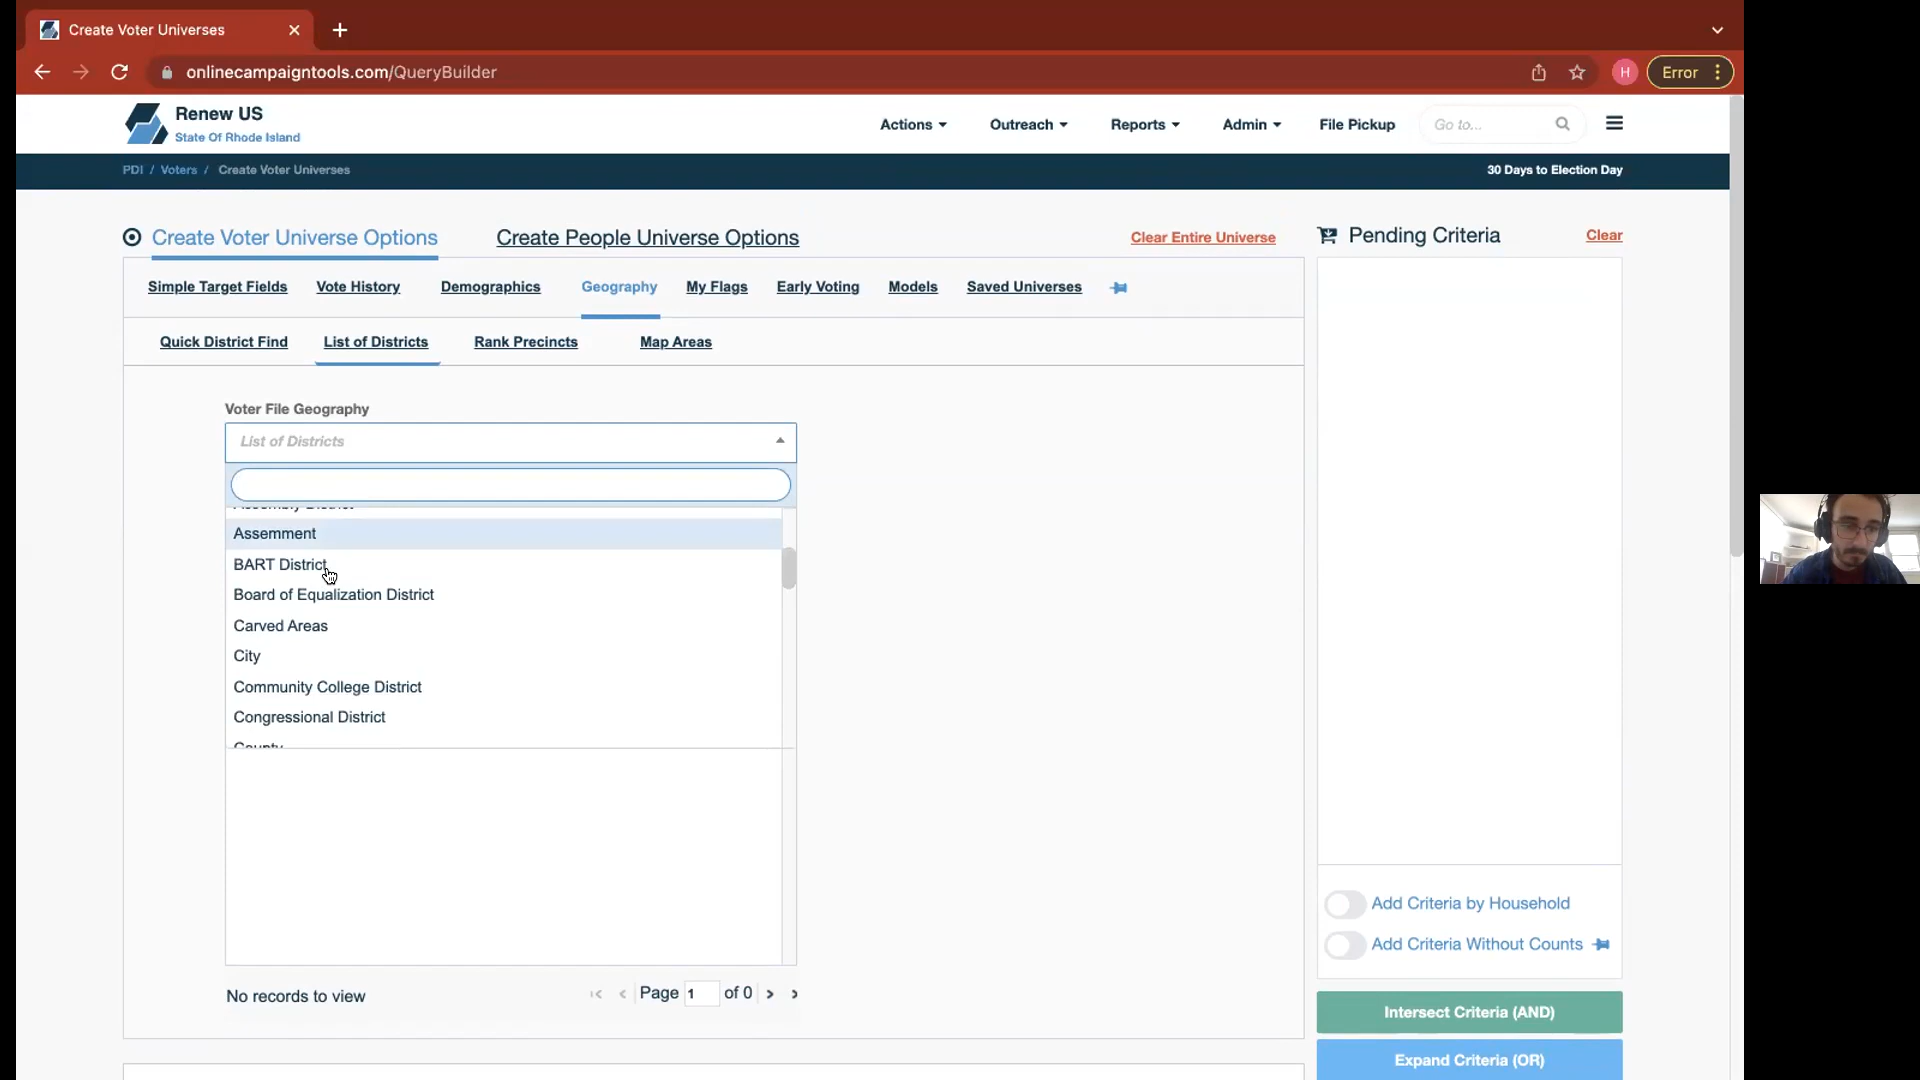 Create Voter Universes
onlinecampaigntools.com/QueryBuilder
H
Error
Renew US
State Of Rhode Island
Actions
Outreach
Reports
Admin
File Pickup
Go to...
PDI / Voters / Create Voter Universes
30 Days to Election Day
Create Voter Universe Options
Create People Universe Options
Clear Entire Universe
Pending Criteria
Clear
Simple Target Fields
Vote History
Demographics
Geography
My Flags
Early Voting
Models
Saved Universes
Quick District Find
List of Districts
Rank Precincts
Map Areas
Voter File Geography
List of Districts
Assembly District
Assemment
BART District
Board of Equalization District
Carved Areas
City
Community College District
Congressional District
County
No records to view
Page 1 of 0
Add Criteria by Household
Add Criteria Without Counts
Intersect Criteria (AND)
Expand Criteria (OR)